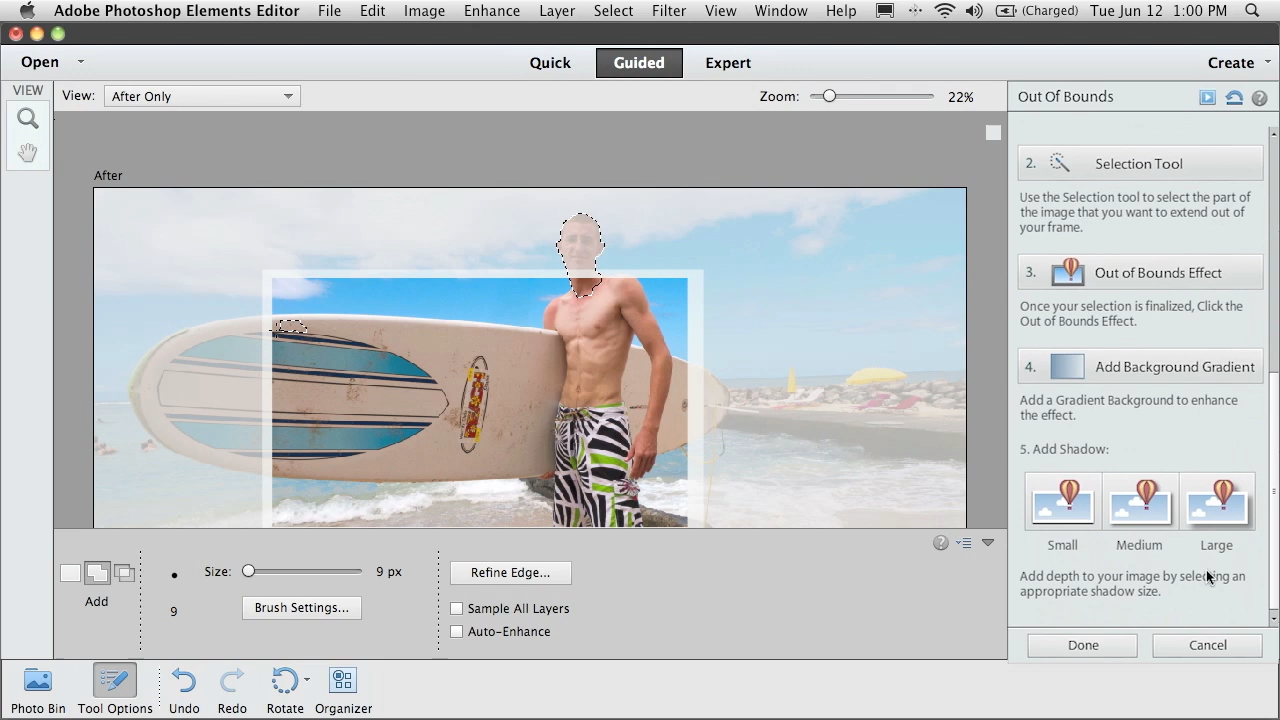 Adobe Photoshop Elements Editor File Edit Image Enhance Layer Select Filter View Window Help (Charged) Tue Jun 12 1:00 PM
Open Quick Guided Expert Create
VIEW View: After Only Zoom: 22% Out Of Bounds
After
2. Selection Tool
Use the Selection tool to select the part
of the image that you want to extend out of
your frame.
3. Out of Bounds Effect
Once your selection is finalized, Click the
Out of Bounds Effect.
4. Add Background Gradient
Add a Gradient Background to enhance
the effect.
5. Add Shadow:
Small Medium Large
Add depth to your image by selecting an
appropriate shadow size.
Done Cancel
Add
Size: 9 px
9
Brush Settings...
Refine Edge...
Sample All Layers
Auto-Enhance
Photo Bin Tool Options Undo Redo Rotate Organizer